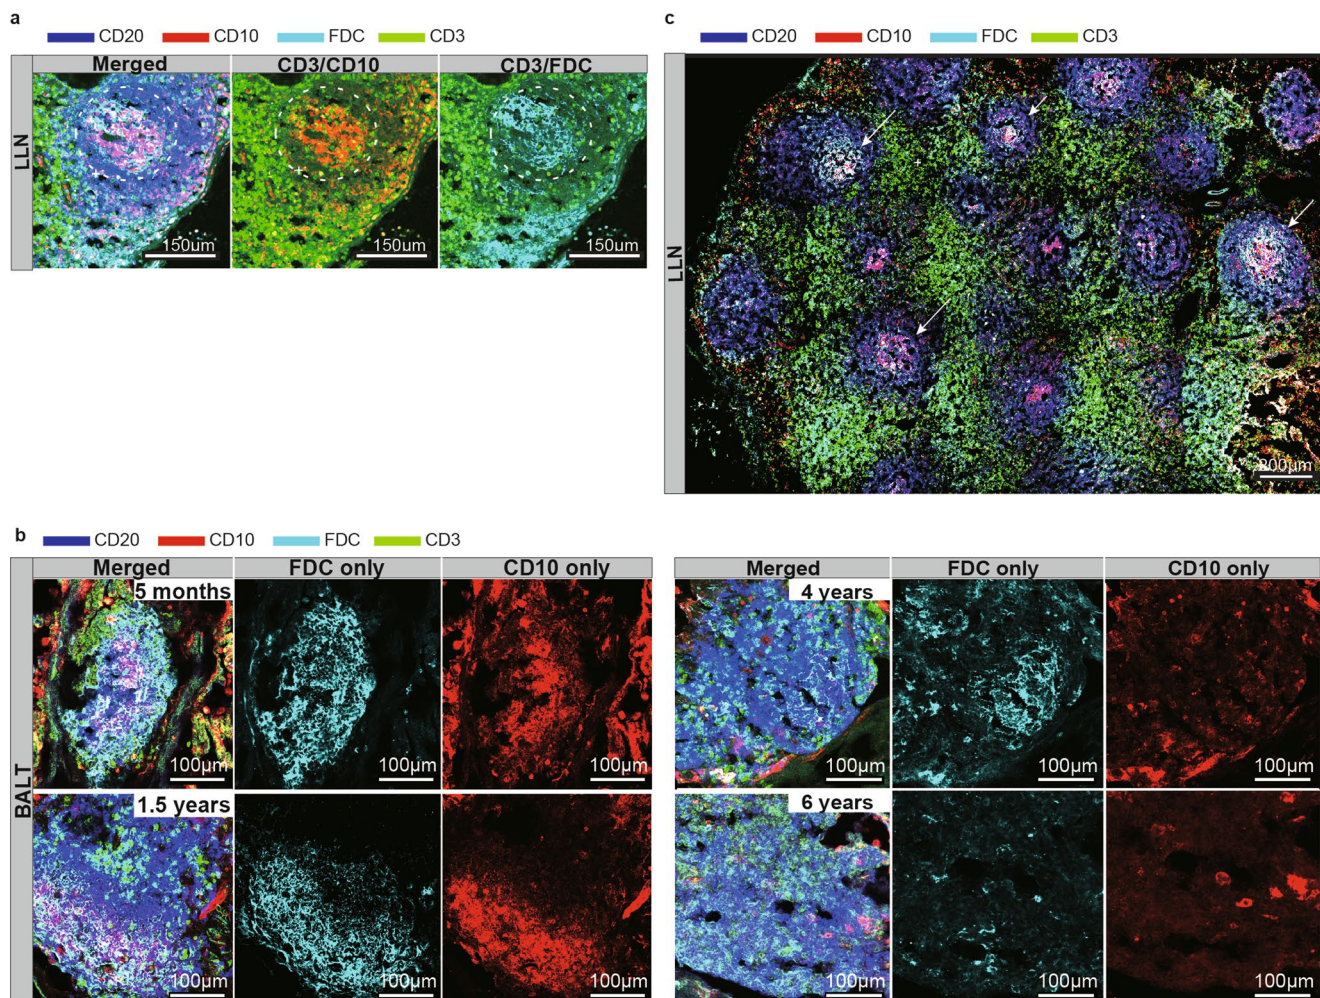 a
CD20 CD10 FDC CD3
Merged CD3/CD10 CD3/FDC
LLN
150um 150um 150um
c
CD20 CD10 FDC CD3
LLN
200µm
b
CD20 CD10 FDC CD3
Merged FDC only CD10 only Merged FDC only CD10 only
BALT
5 months 4 years
100µm 100µm 100µm 100µm 100µm 100µm
1.5 years 6 years
100µm 100µm 100µm 100µm 100µm 100µm